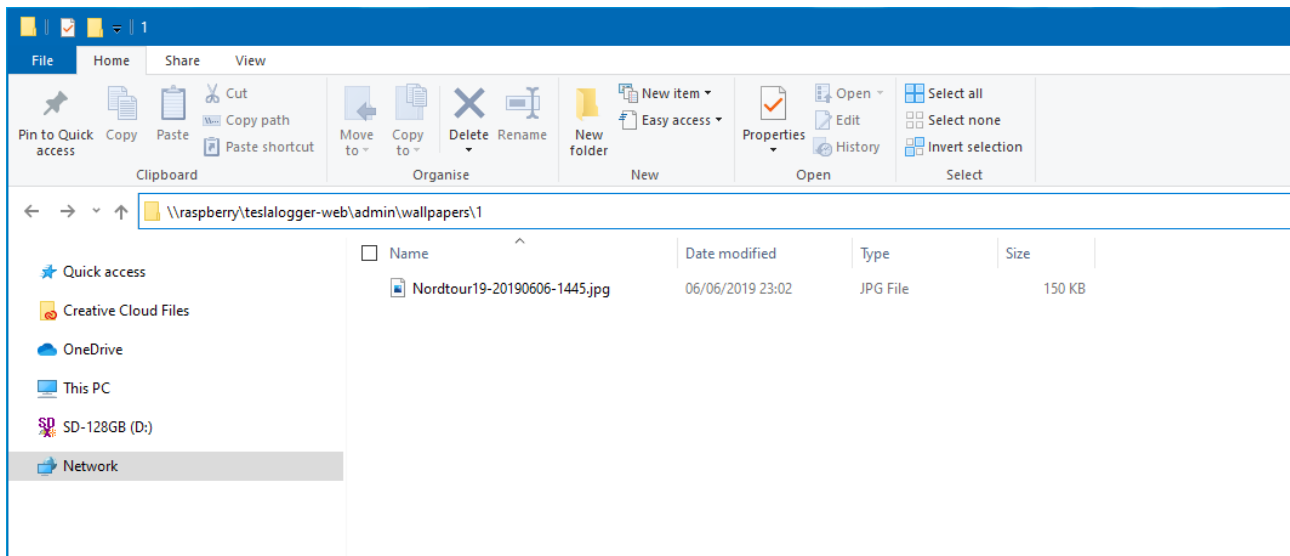 1
File Home Share View
Pin to Quick access
Copy
Paste
Cut
Copy path
Paste shortcut
Clipboard
Move to
Copy to
Delete
Rename
Organise
New folder
New item
Easy access
New
Properties
Open
Edit
History
Open
Select all
Select none
Invert selection
Select
\\raspberry\teslalogger-web\admin\wallpapers\1
Name Date modified Type Size
Nordtour19-20190606-1445.jpg 06/06/2019 23:02 JPG File 150 KB
Quick access
Creative Cloud Files
OneDrive
This PC
SD-128GB (D:)
Network